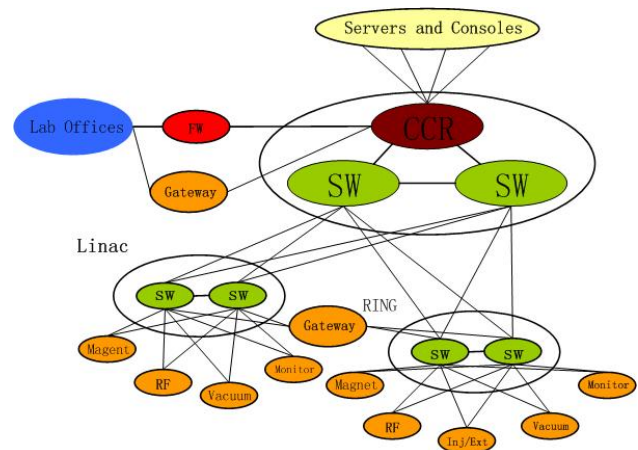 Servers and Consoles
Lab Offices
FW
CCR
Gateway
SW
SW
Linac
SW
SW
RING
Gateway
Magent
RF
Vacuum
Monitor
SW
SW
Magnet
Monitor
RF
Inj/Ext
Vacuum